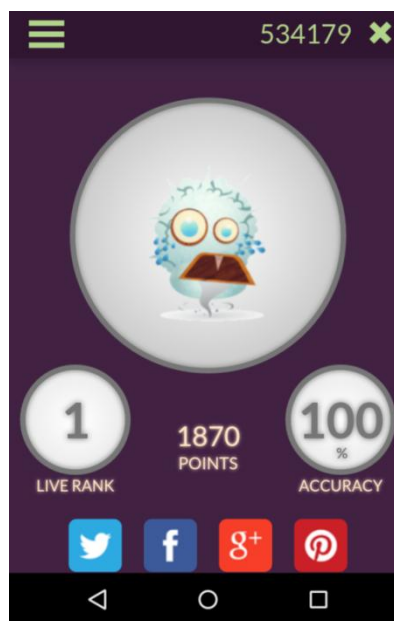 534179
1
LIVE RANK
1870
POINTS
100
%
ACCURACY
f
g+